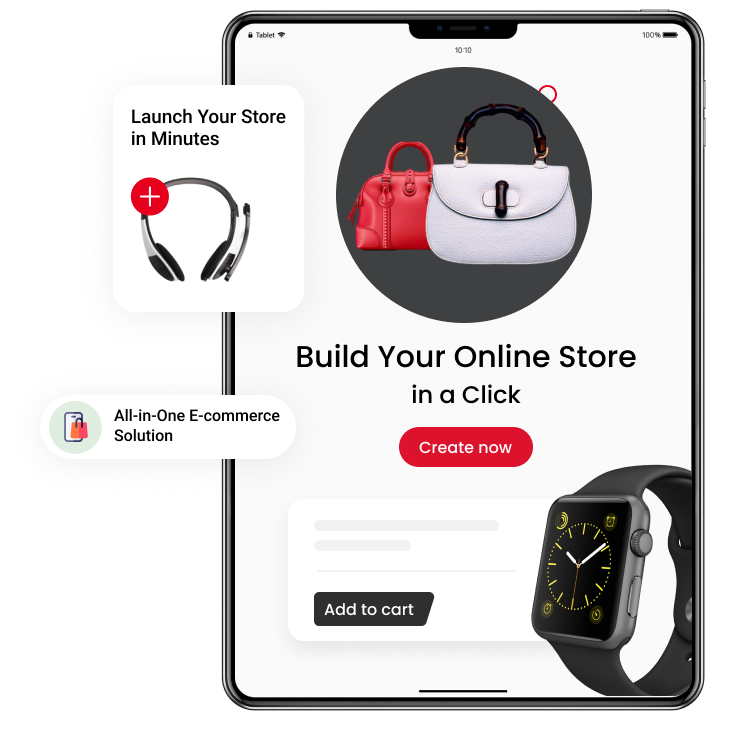 Tablet
100%
10:10
Launch Your Store
in Minutes
Build Your Online Store
in a Click
All-in-One E-commerce
Solution
Create now
Add to cart